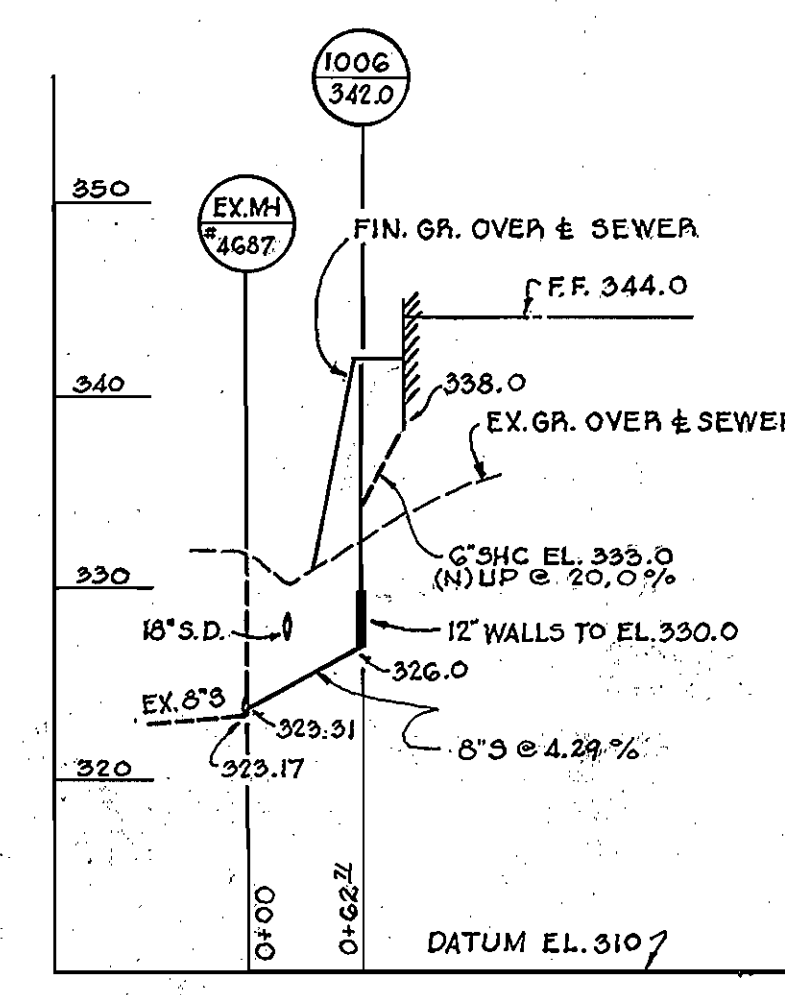 1006
342.0
350
EX.MH
#4687
FIN. GR. OVER ℄ SEWER
F.F. 344.0
340
338.0
EX. GR. OVER ℄ SEWER
6"SHC EL. 333.0
(N) UP @ 20.0%
330
18" S.D.
12" WALLS TO EL. 330.0
326.0
EX. 8"S
323.31
8"S @ 4.29%
323.17
320
0+00
0+62.71
DATUM EL. 310